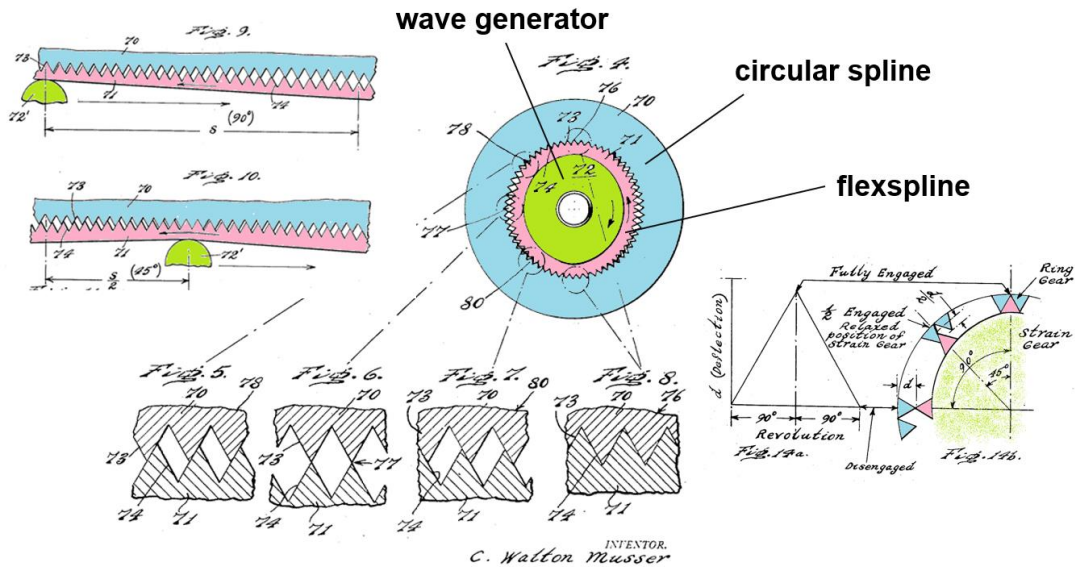 wave generator
circular spline
flexspline
Fig. 9.
73
70
71
74
72'
(90°)
s
Fig. 10.
73
70
74
71
72'
s/2
(45°)
Fig. 4.
76
70
73
78
71
72
74
77
80
Fig. 5.
70
78
73
74
71
Fig. 6.
70
73
77
74
71
Fig. 7.
73
70
80
74
71
Fig. 8.
73
70
76
74
71
Fully Engaged
Ring
Gear
d (Deflection)
1/2 Engaged
Relaxed
position of
Strain Gear
Strain
Gear
90°
45°
d
90°
90°
Revolution
Fig. 14a.
Disengaged
Fig. 14b.
INVENTOR.
C. Walton Musser